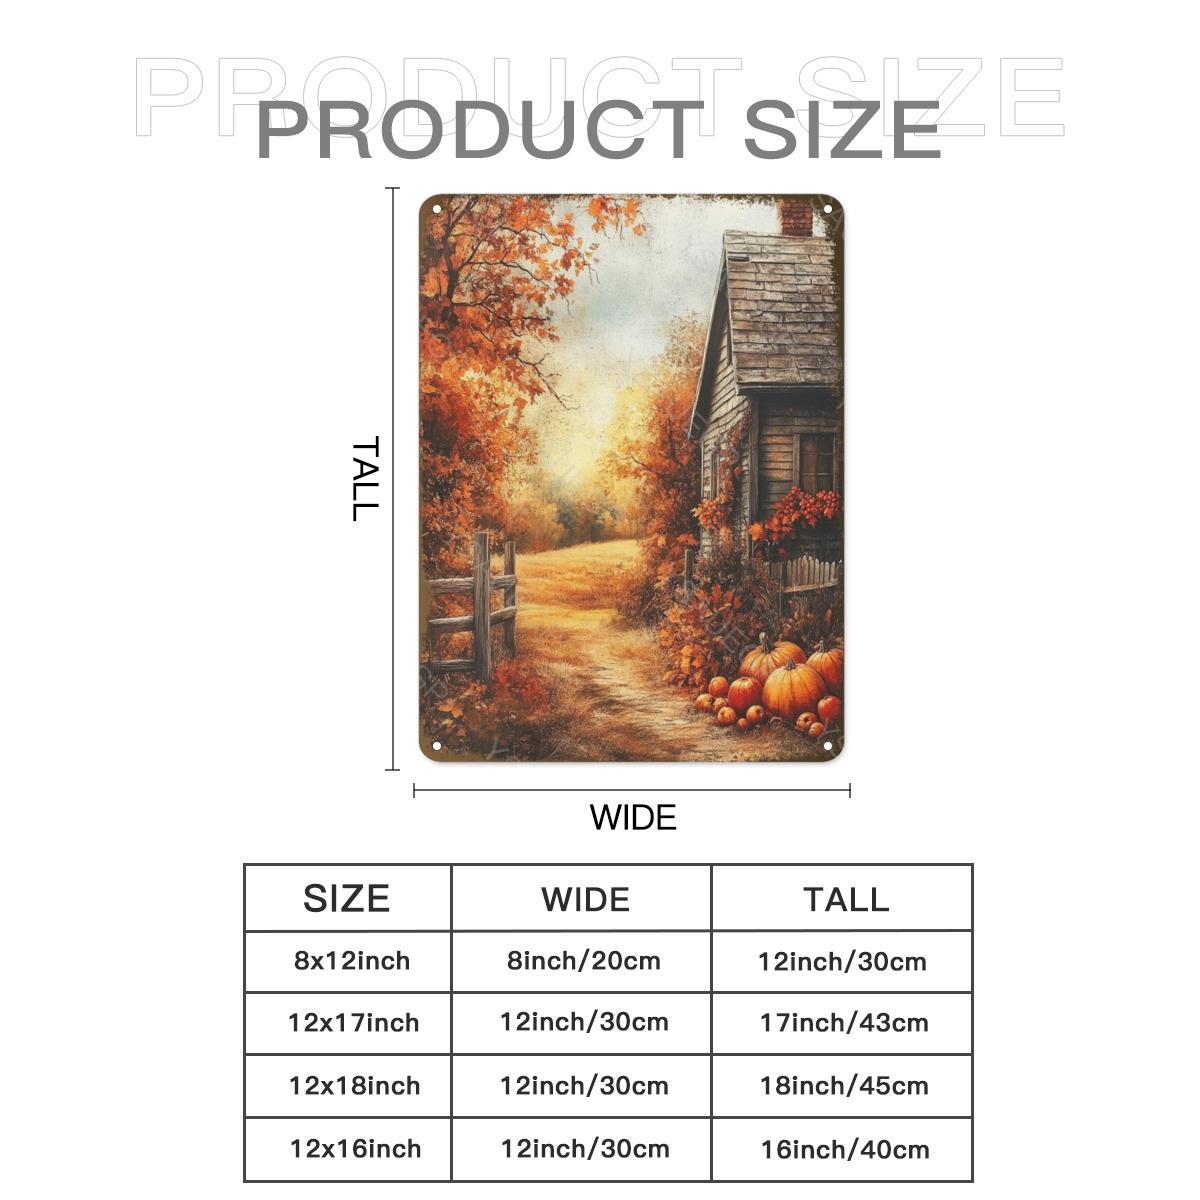 PRODUCT SIZE
PRODUCT SIZE
TALL
WIDE
SIZE WIDE TALL
8x12inch 8inch/20cm 12inch/30cm
12x17inch 12inch/30cm 17inch/43cm
12x18inch 12inch/30cm 18inch/45cm
12x16inch 12inch/30cm 16inch/40cm